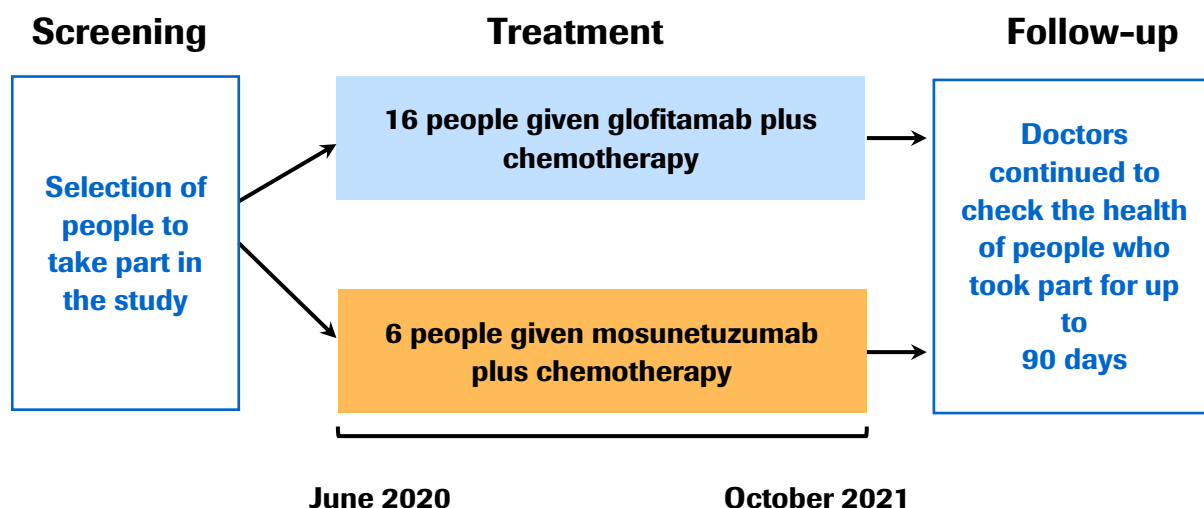 Screening
Treatment
Follow-up
Selection of
people to
take part in
the study
16 people given glofitamab plus
chemotherapy
6 people given mosunetuzumab
plus chemotherapy
Doctors
continued to
check the health
of people who
took part for up
to
90 days
June 2020
October 2021